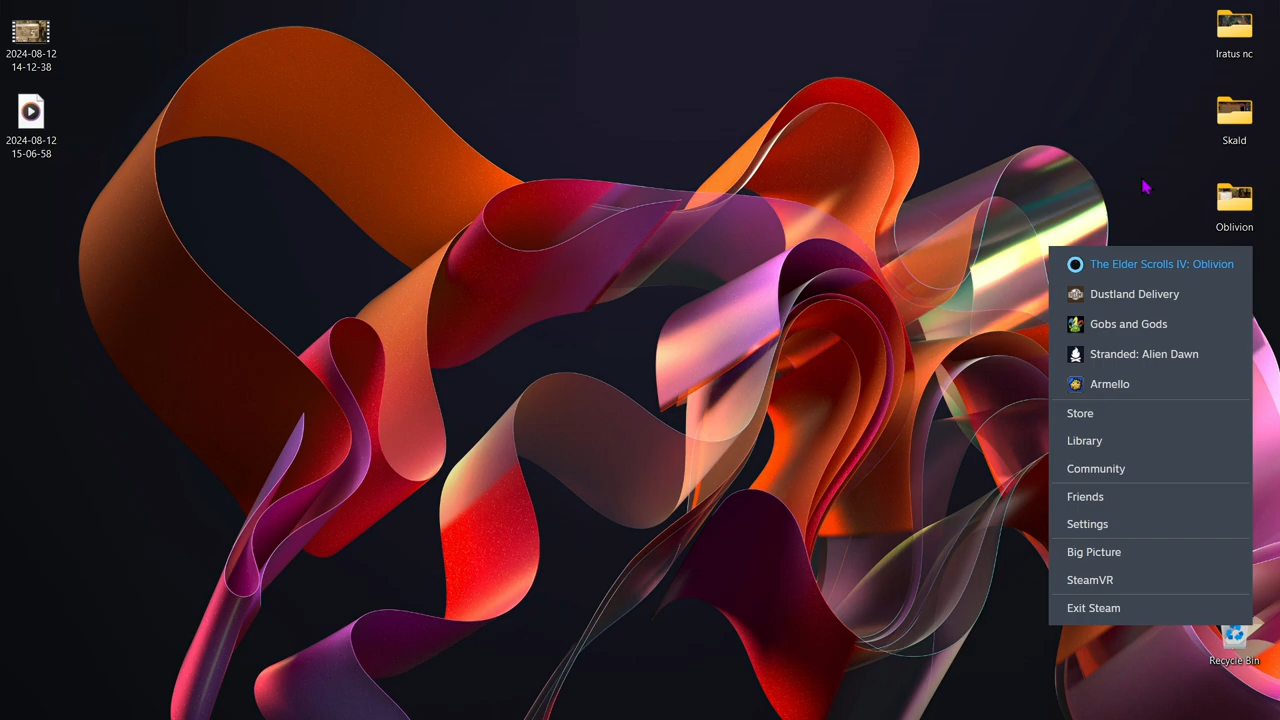 2024-08-12
14-12-38
2024-08-12
15-06-58
Iratus nc
Skald
Oblivion
The Elder Scrolls IV: Oblivion
Dustland Delivery
Gobs and Gods
Stranded: Alien Dawn
Armello
Store
Library
Community
Friends
Settings
Big Picture
SteamVR
Exit Steam
Recycle Bin